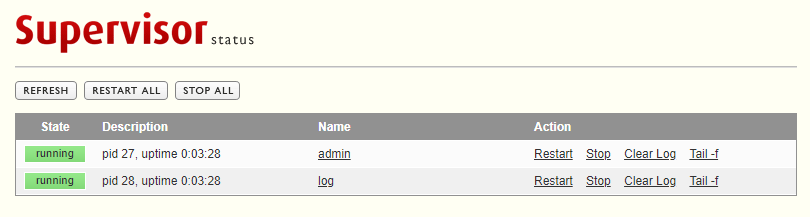 Supervisor status
REFRESH RESTART ALL STOP ALL
State Description Name Action
running pid 27, uptime 0:03:28 admin Restart Stop Clear Log Tail -f
running pid 28, uptime 0:03:28 log Restart Stop Clear Log Tail -f